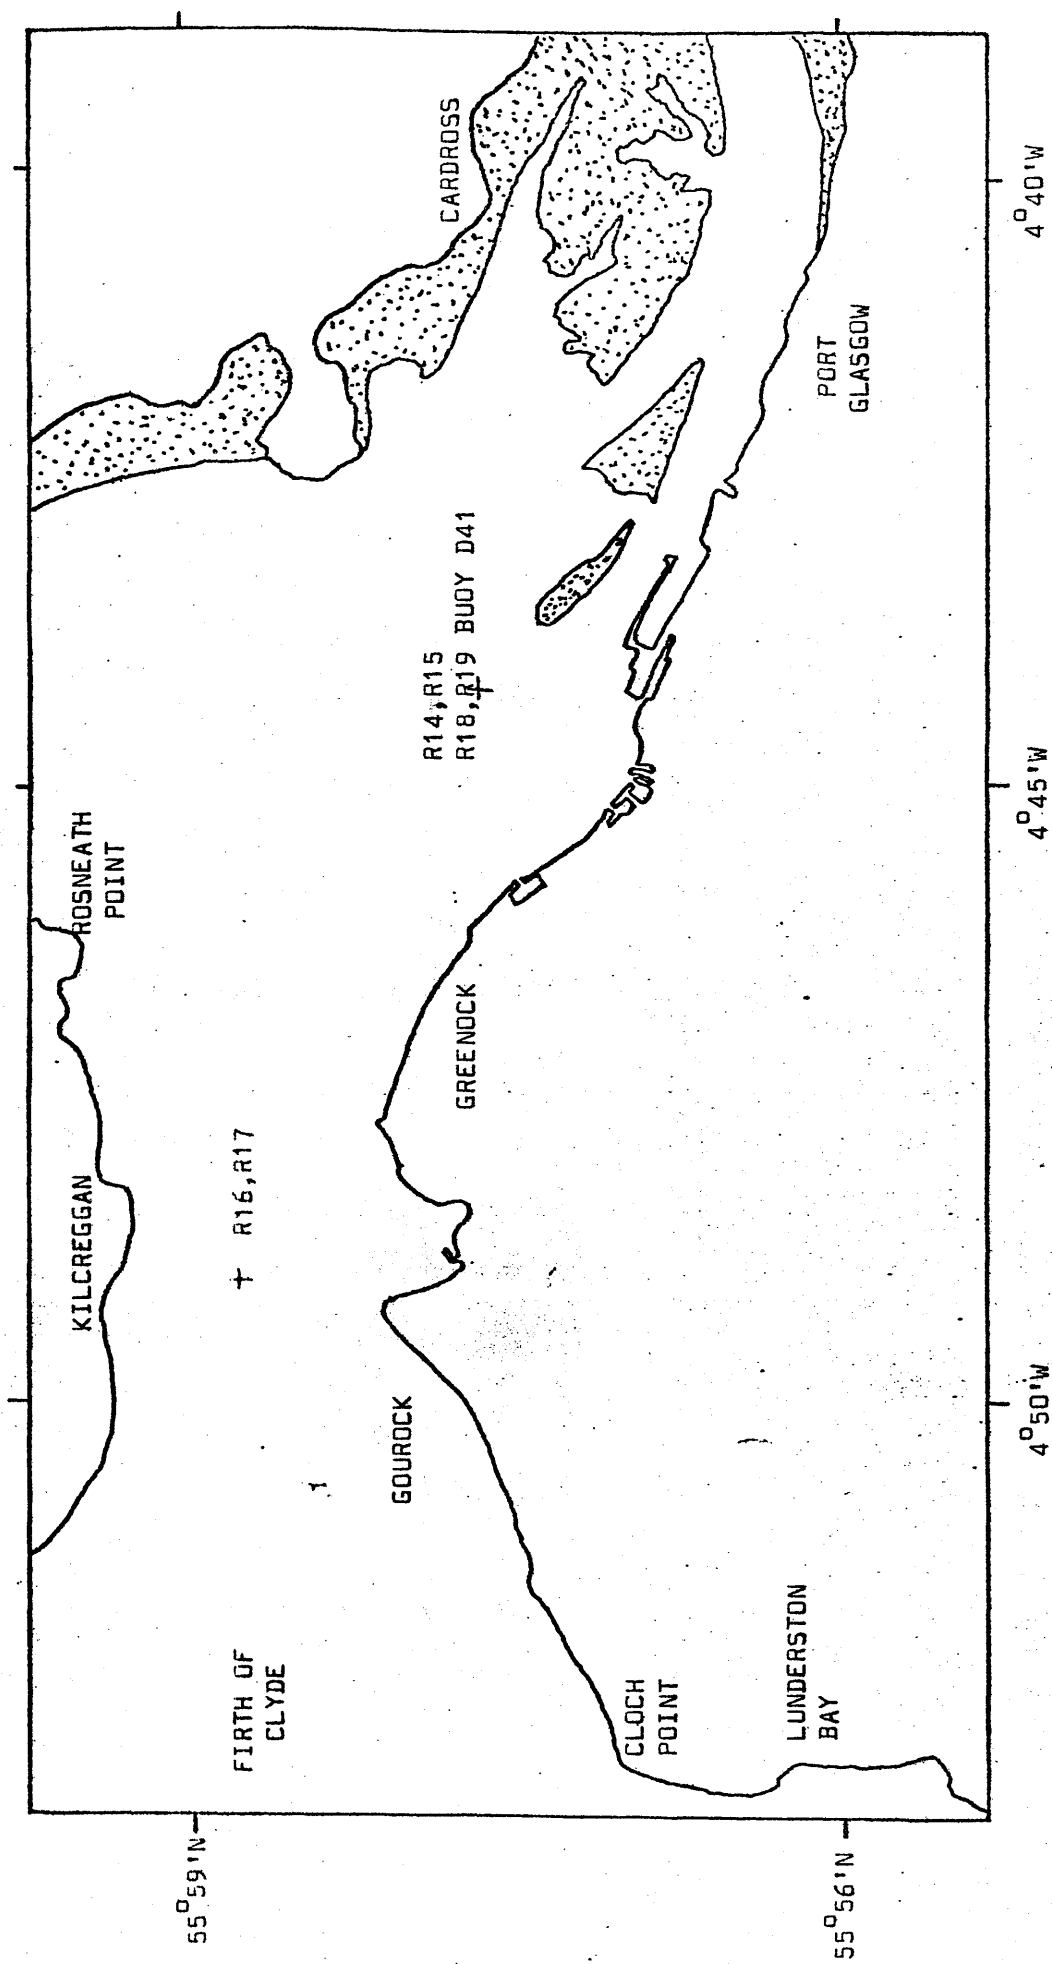 KILCREGGAN
ROSNEATH
POINT
FIRTH OF
CLYDE
R16,R17
GOUROCK
GREENOCK
R14,R15
R18,R19 BUOY D41
CARDROSS
CLOCH
POINT
LUNDERSTON
BAY
PORT
GLASGOW
55°59'N
55°56'N
4°50'W
4°45'W
4°40'W